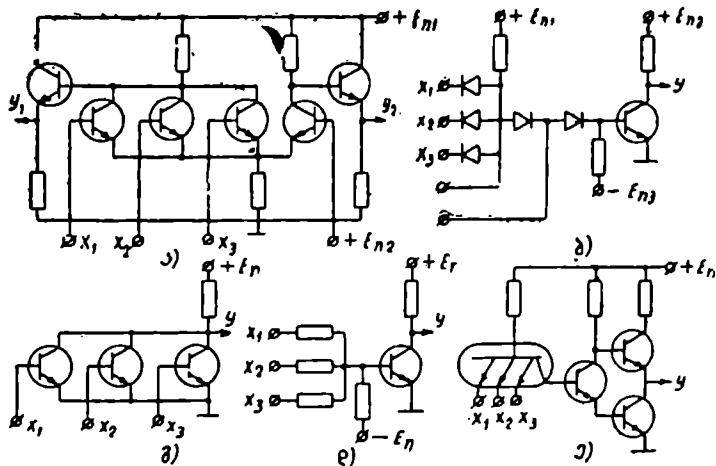 + Eп1
y1
y2
x1
x2
x3
+ Eп2
э)
+ Eп1
+ Eп2
x1
x2
x3
y
− Eп3
δ)
+ Eг
y
x1
x2
x3
∂)
+ Eг
x1
x2
x3
y
− Eп
e)
+ Eп
x1 x2 x3
y